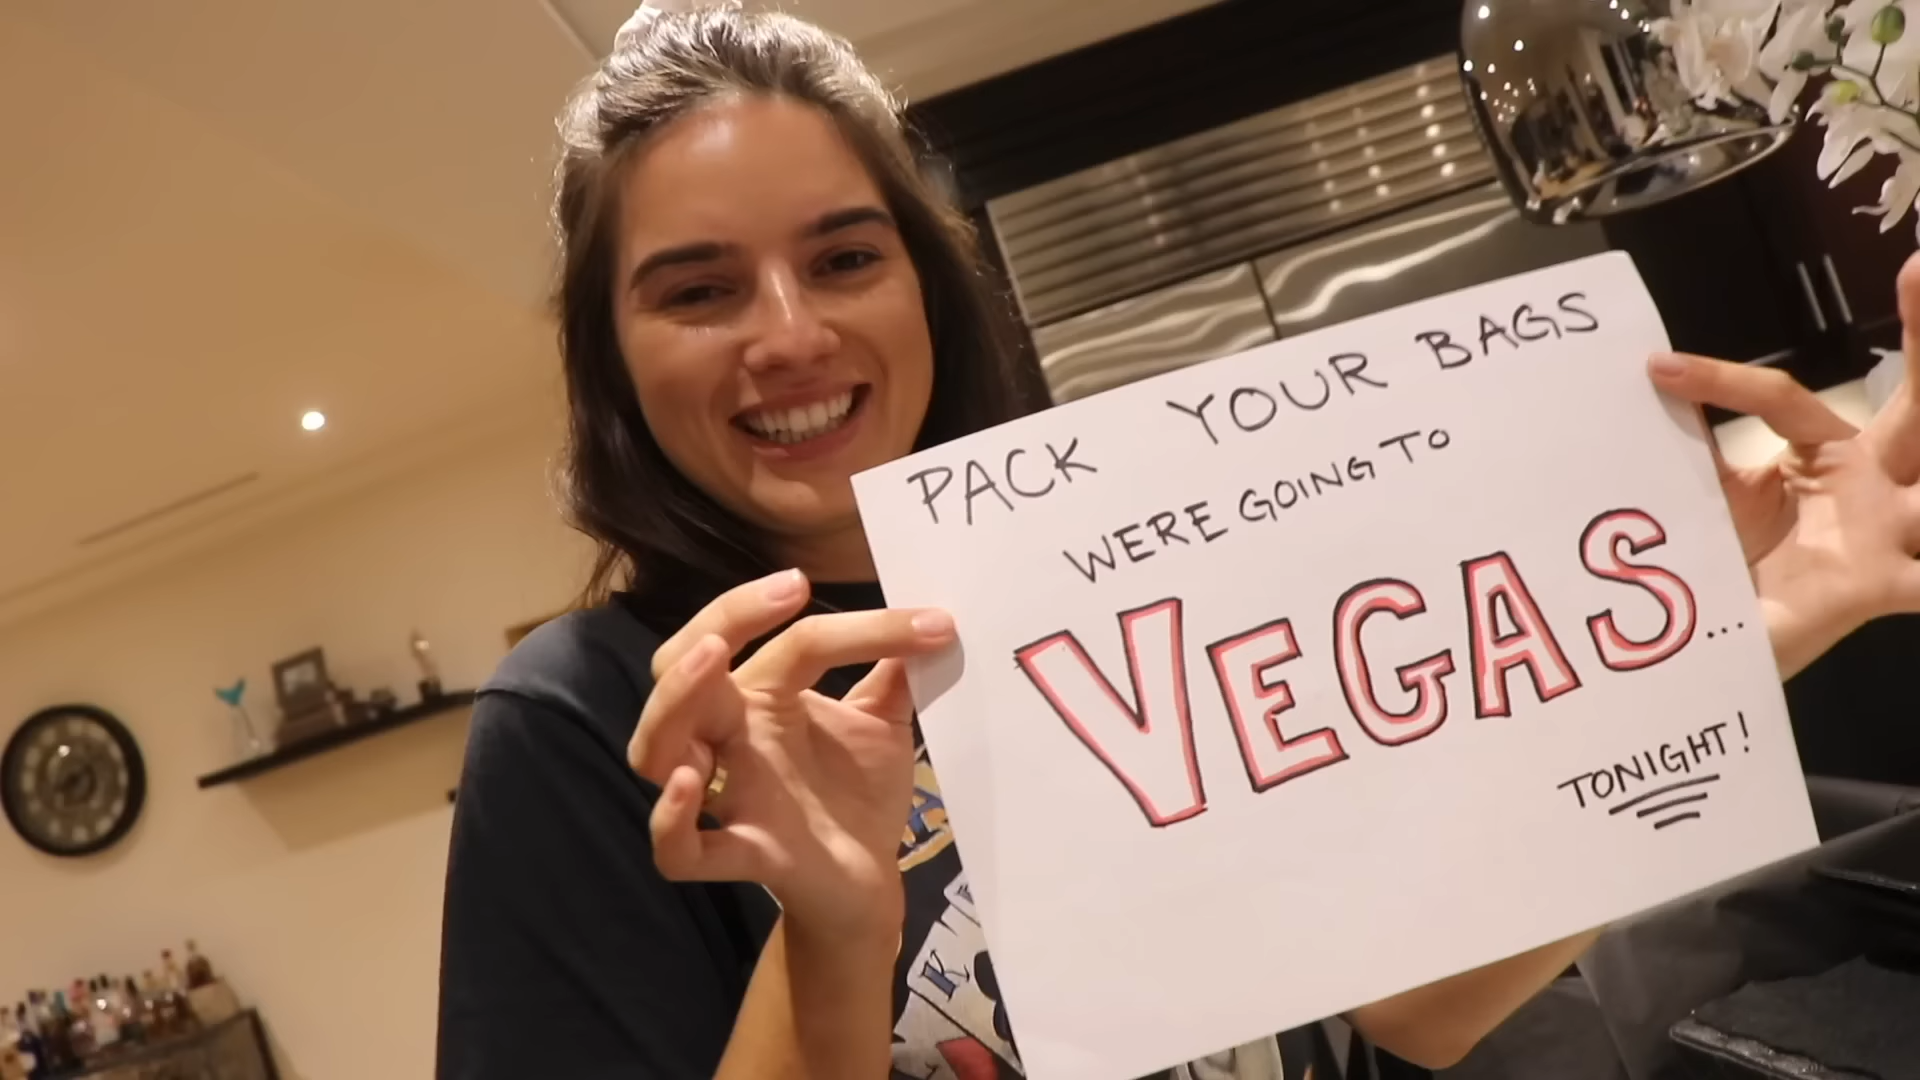 PACK YOUR BAGS
WERE GOING TO
VEGAS...
TONIGHT!
K